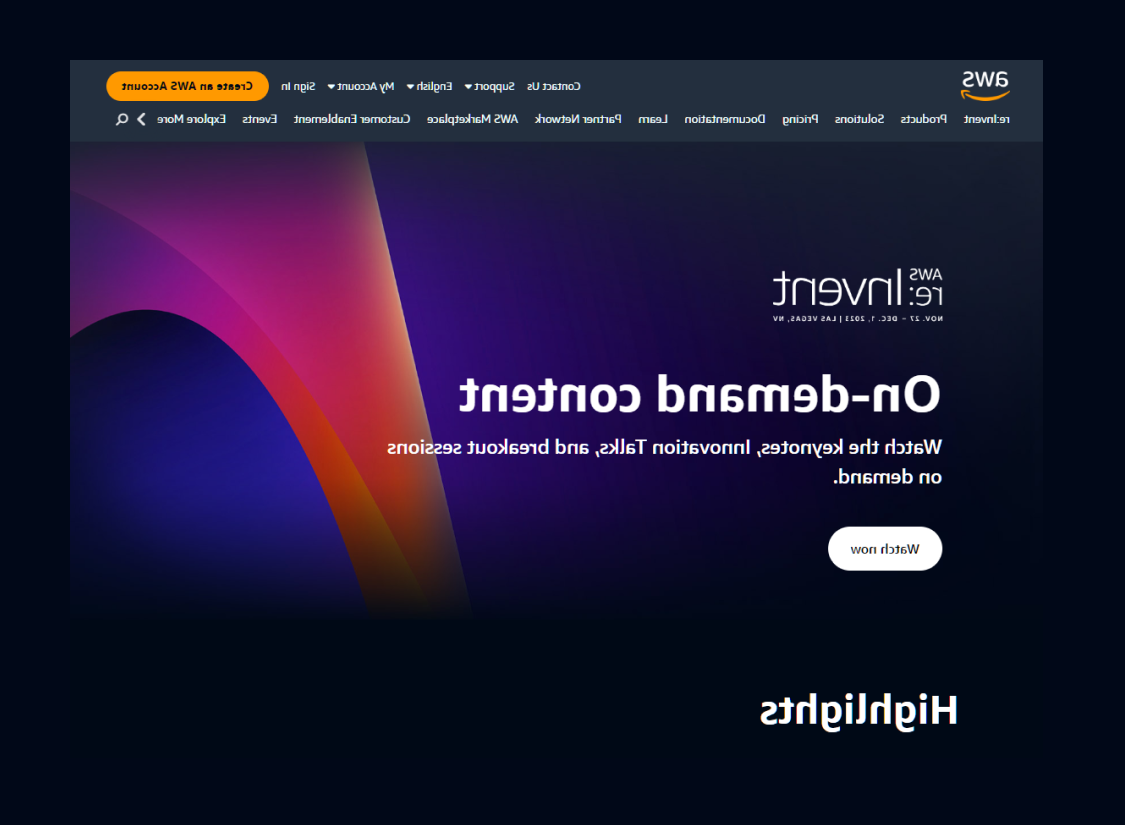 aws
Contact Us Support English My Account Sign In Create an AWS Account
re:Invent Products Solutions Pricing Documentation Learn Partner Network AWS Marketplace Customer Enablement Events Explore More
AWS
re:Invent
NOV. 27 – DEC. 1, 2023 | LAS VEGAS, NV
On-demand content
Watch the keynotes, Innovation Talks, and breakout sessions
on demand.
Watch now
Highlights